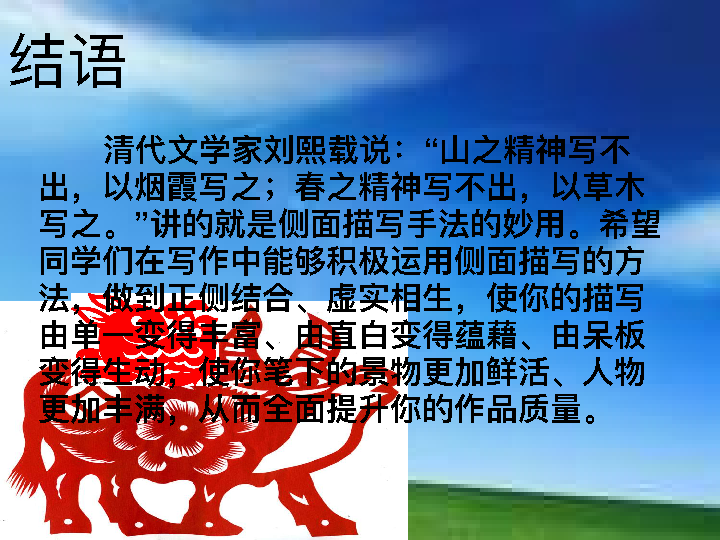 结语
清代文学家刘熙载说：“山之精神写不
出，以烟霞写之；春之精神写不出，以草木
写之。”讲的就是侧面描写手法的妙用。希望
同学们在写作中能够积极运用侧面描写的方
法，做到正侧结合、虚实相生，使你的描写
由单一变得丰富、由直白变得蕴藉、由呆板
变得生动，使你笔下的景物更加鲜活、人物
更加丰满，从而全面提升你的作品质量。